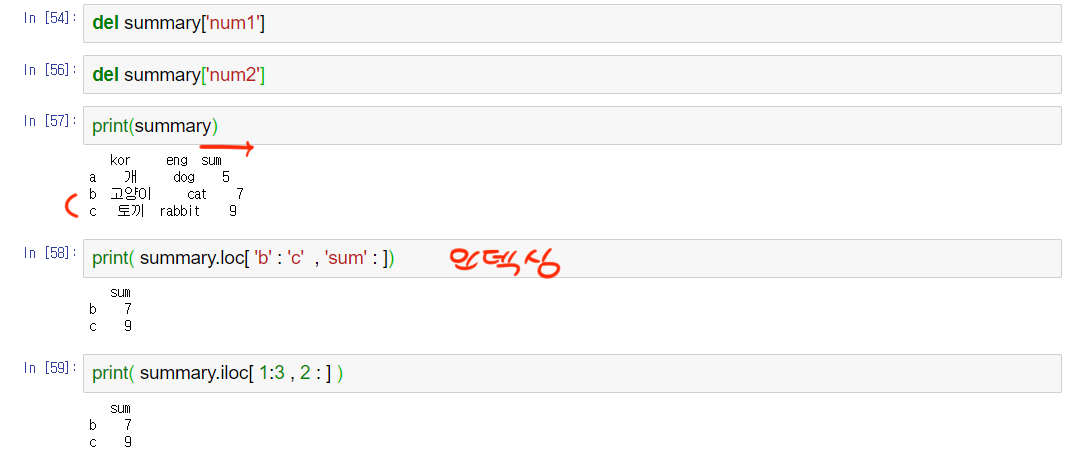 In [54]: del summary['num1']
In [56]: del summary['num2']
In [57]: print(summary)
kor eng sum
a 개 dog 5
b 고양이 cat 7
c 토끼 rabbit 9
In [58]: print( summary.loc[ 'b' : 'c' , 'sum' : ]) 인덱싱
sum
b 7
c 9
In [59]: print( summary.iloc[ 1:3 , 2 : ] )
sum
b 7
c 9